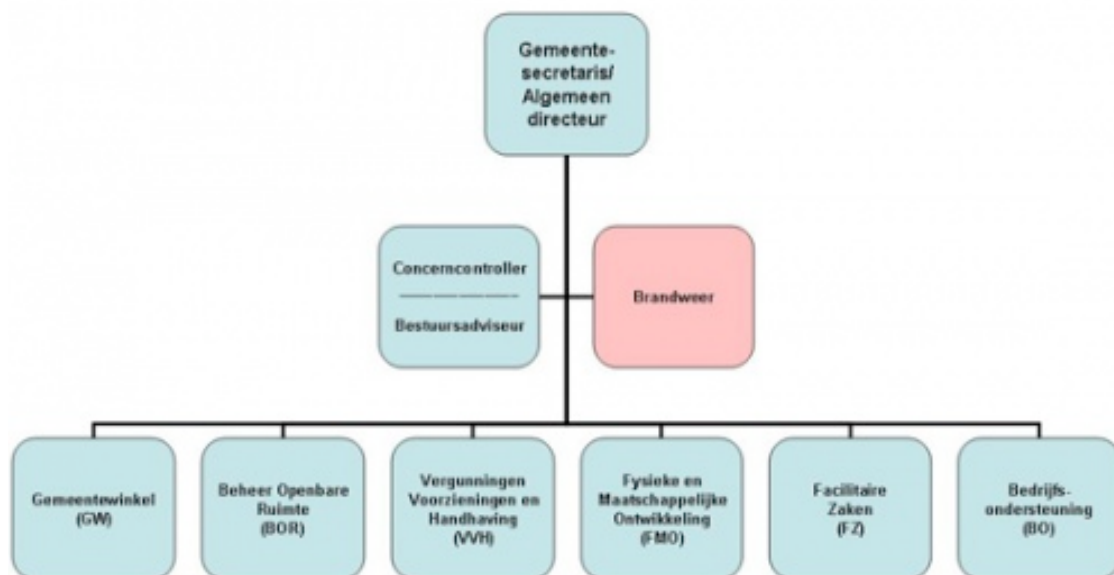 Gemeente-
secretaris/
Algemeen
directeur
Concerncontroller
Bestuursadviseur
Brandweer
Gemeentewinkel
(GW)
Beheer Openbare
Ruimte
(BOR)
Vergunningen
Voorzieningen en
Handhaving
(VVH)
Fysieke en
Maatschappelijke
Ontwikkeling
(FMO)
Facilitaire
Zaken
(FZ)
Bedrijfs-
ondersteuning
(BO)